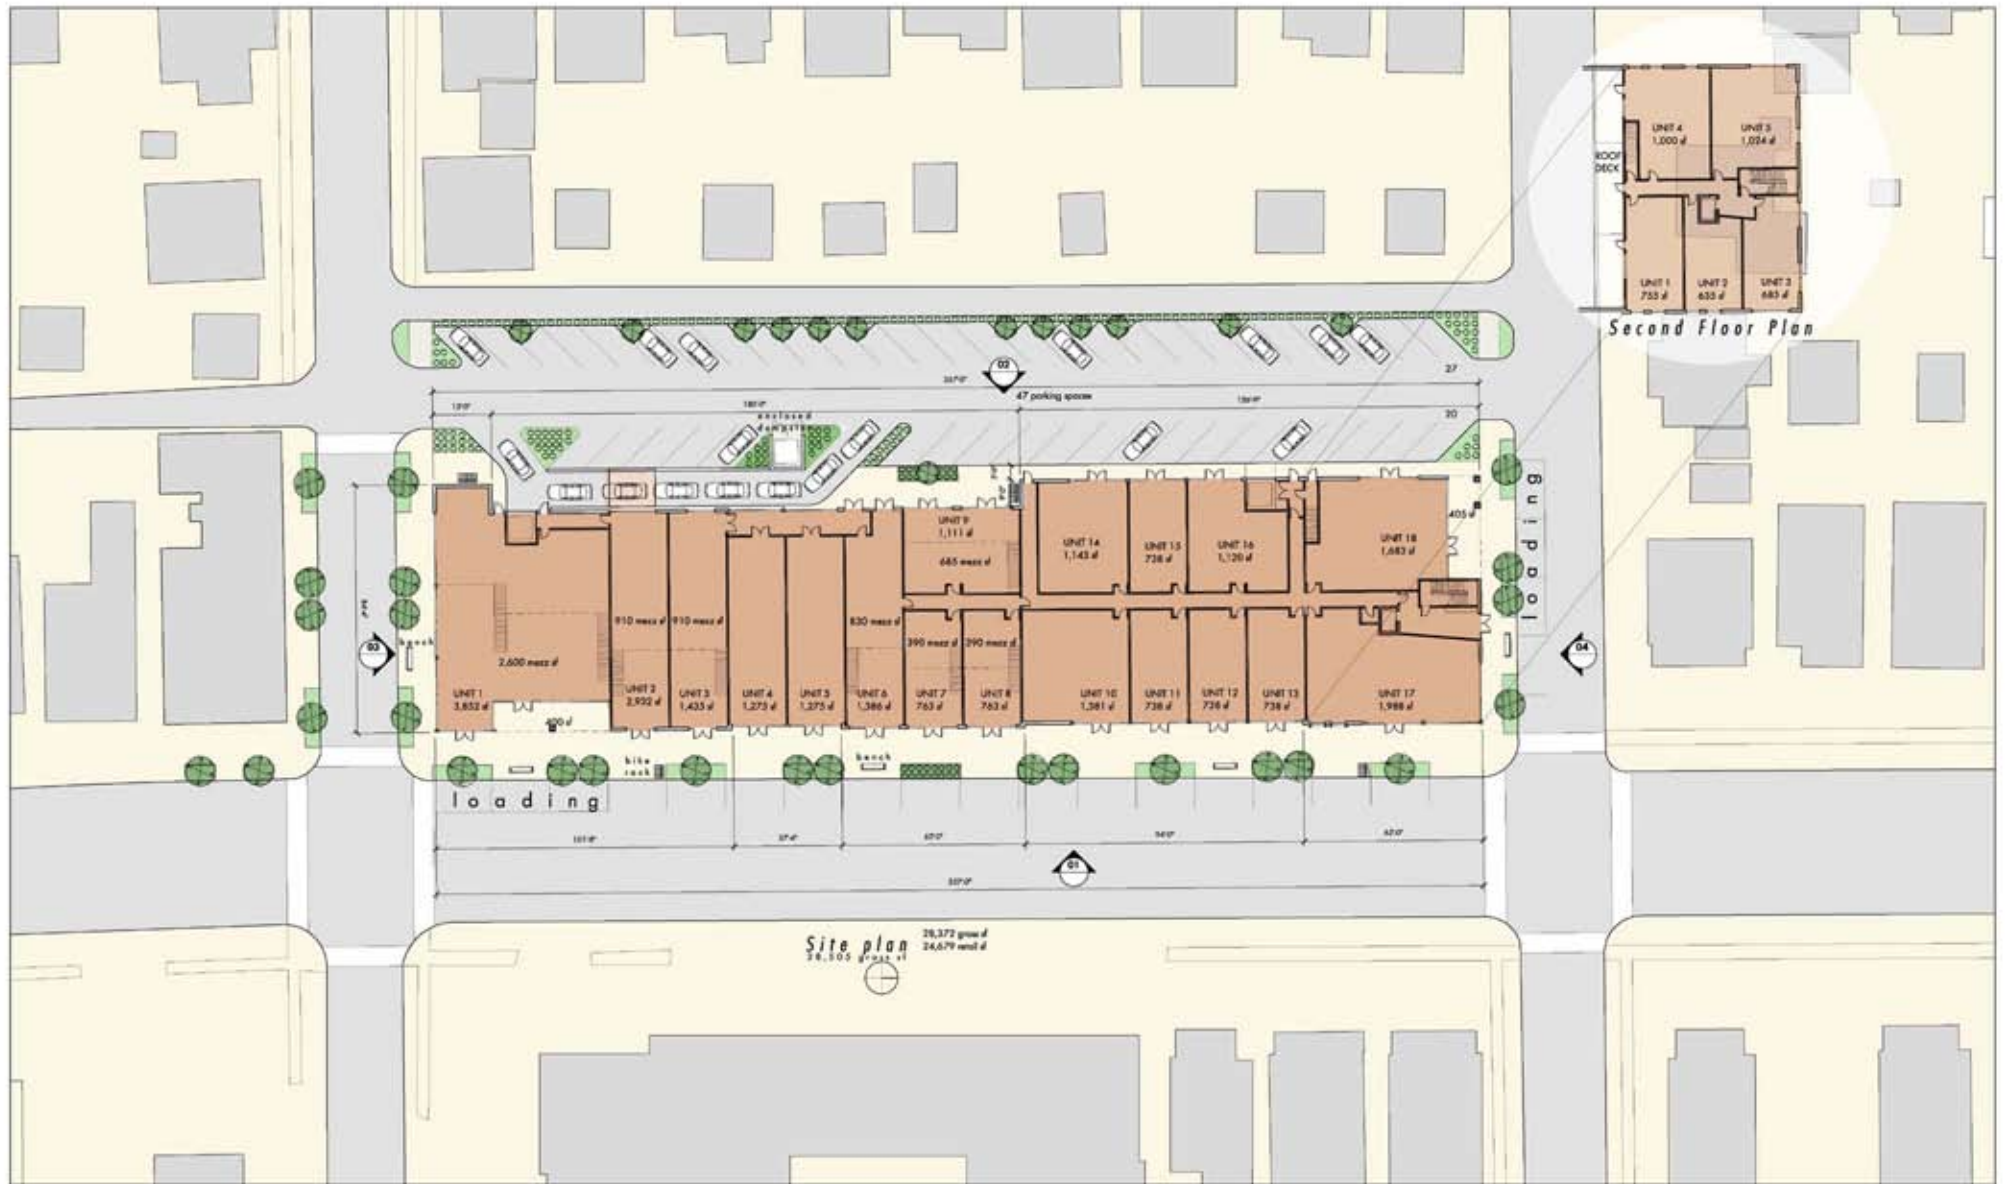 UNIT 4
1,000 sf
UNIT 5
1,024 sf
ROOF
DECK
UNIT 1
755 sf
UNIT 2
635 sf
UNIT 3
685 sf
Second Floor Plan
02
27
47 parking spaces
20
enclosed
dumpster
loading
405 sf
UNIT 9
1,111 sf
685 mezz sf
UNIT 14
1,143 sf
UNIT 15
738 sf
UNIT 16
1,120 sf
UNIT 18
1,683 sf
910 mezz sf
910 mezz sf
830 mezz sf
390 mezz sf
390 mezz sf
2,600 mezz sf
03
bench
04
UNIT 1
3,852 sf
UNIT 2
2,932 sf
UNIT 3
1,435 sf
UNIT 4
1,275 sf
UNIT 5
1,275 sf
UNIT 6
1,386 sf
UNIT 7
763 sf
UNIT 8
763 sf
UNIT 10
1,381 sf
UNIT 11
738 sf
UNIT 12
738 sf
UNIT 13
738 sf
UNIT 17
1,988 sf
400 sf
bike
rack
bench
loading
01
Site plan
28,372 gross sf
24,679 retail sf
28,505 gross sf